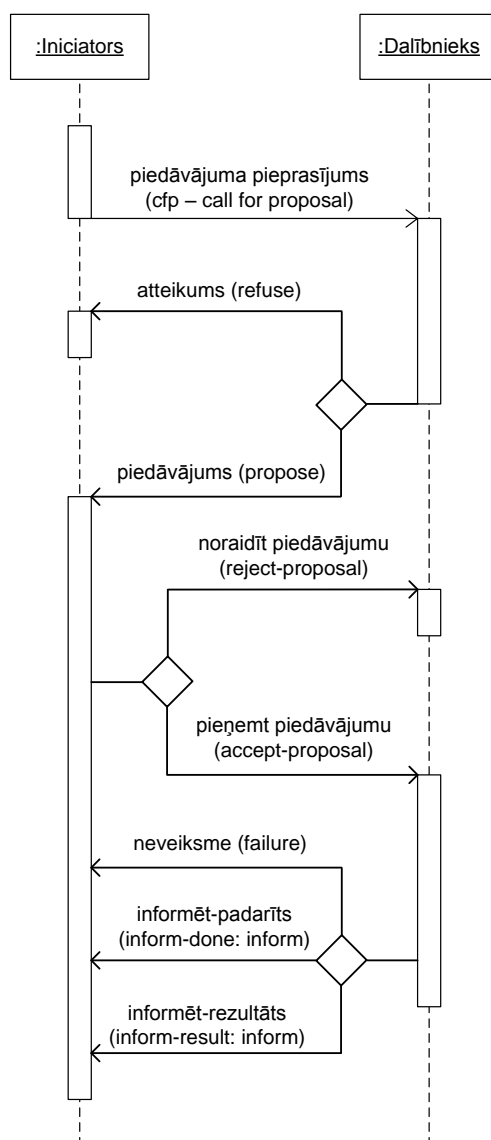 :Iniciators
:Dalībnieks
piedāvājuma pieprasījums
(cfp – call for proposal)
atteikums (refuse)
piedāvājums (propose)
noraidīt piedāvājumu
(reject-proposal)
pieņemt piedāvājumu
(accept-proposal)
neveiksme (failure)
informēt-padarīts
(inform-done: inform)
informēt-rezultāts
(inform-result: inform)